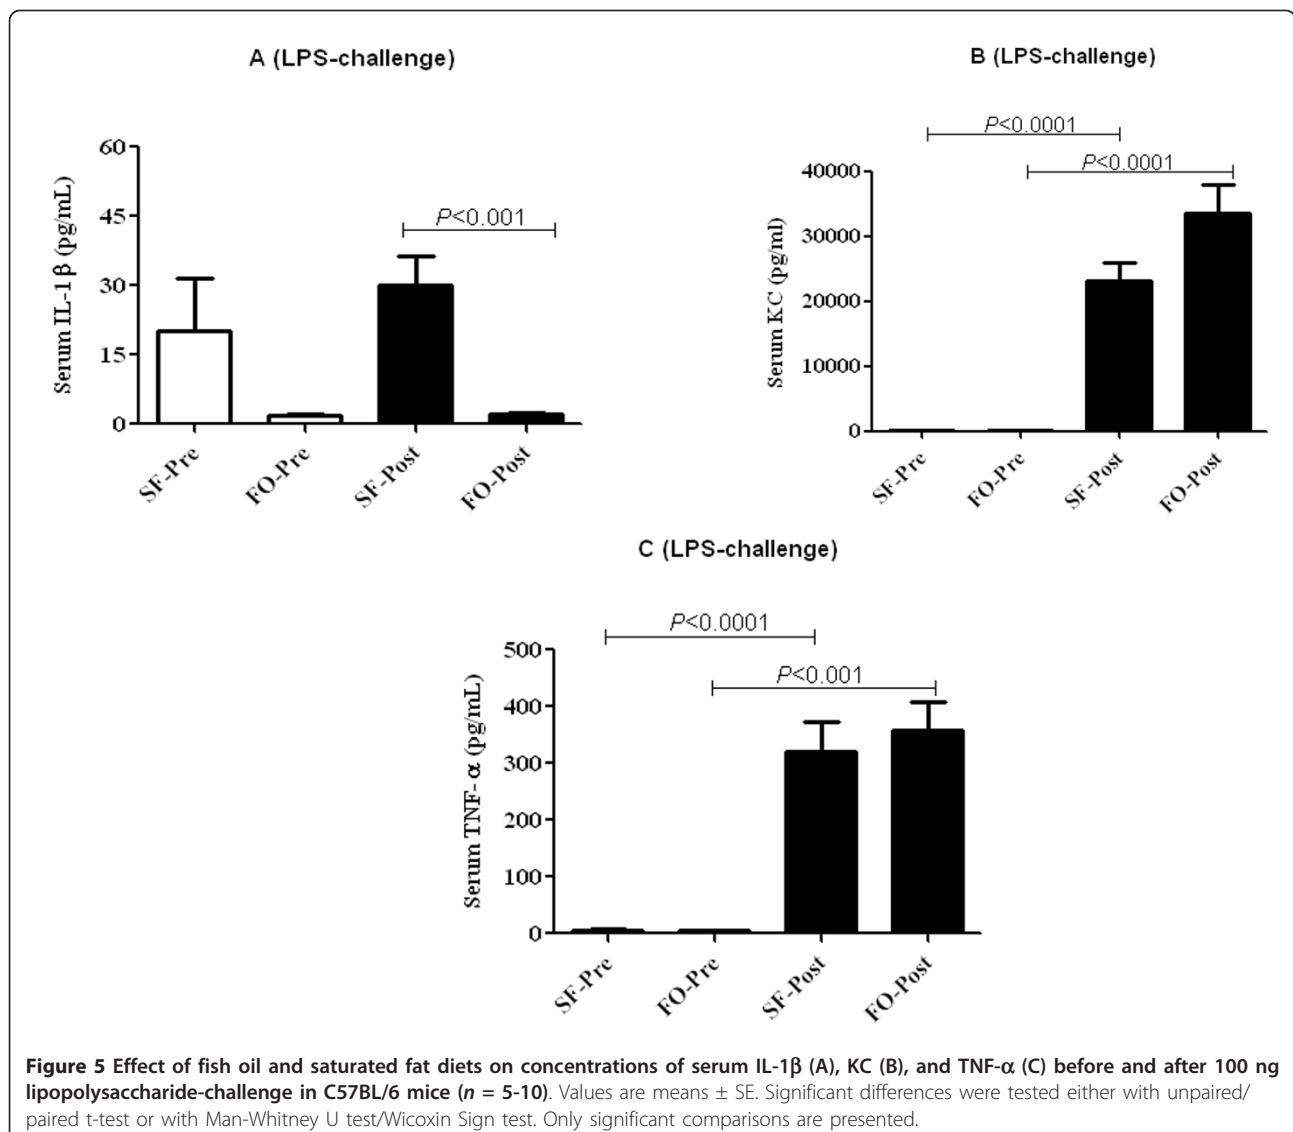 A (LPS-challenge)
P<0.001
Serum IL-1β (pg/mL)
60
45
30
15
0
SF-Pre
FO-Pre
SF-Post
FO-Post
B (LPS-challenge)
P<0.0001
P<0.0001
Serum KC (pg/ml)
40000
30000
20000
10000
0
SF-Pre
FO-Pre
SF-Post
FO-Post
C (LPS-challenge)
P<0.0001
P<0.001
Serum TNF-α (pg/mL)
500
400
300
200
100
0
SF-Pre
FO-Pre
SF-Post
FO-Post
Figure 5 Effect of fish oil and saturated fat diets on concentrations of serum IL-1β (A), KC (B), and TNF-α (C) before and after 100 ng
lipopolysaccharide-challenge in C57BL/6 mice (n = 5-10). Values are means ± SE. Significant differences were tested either with unpaired/
paired t-test or with Man-Whitney U test/Wicoxin Sign test. Only significant comparisons are presented.